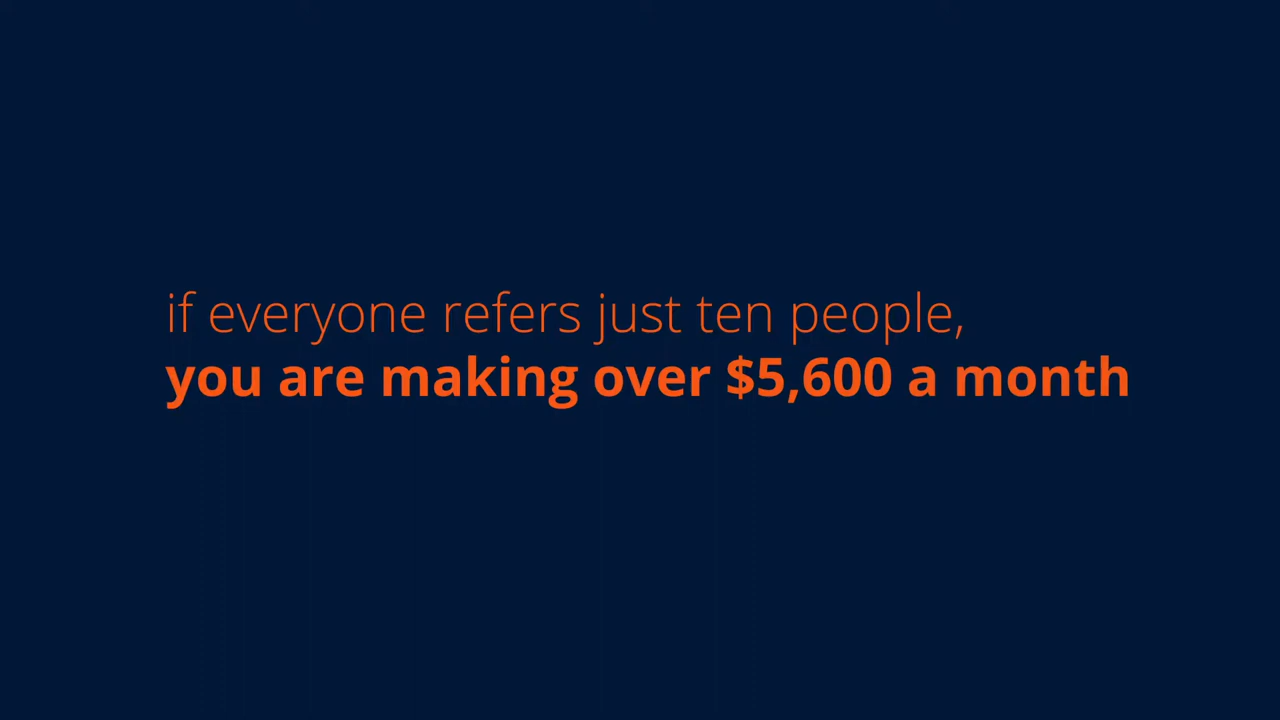 if everyone refers just ten people,
you are making over $5,600 a month